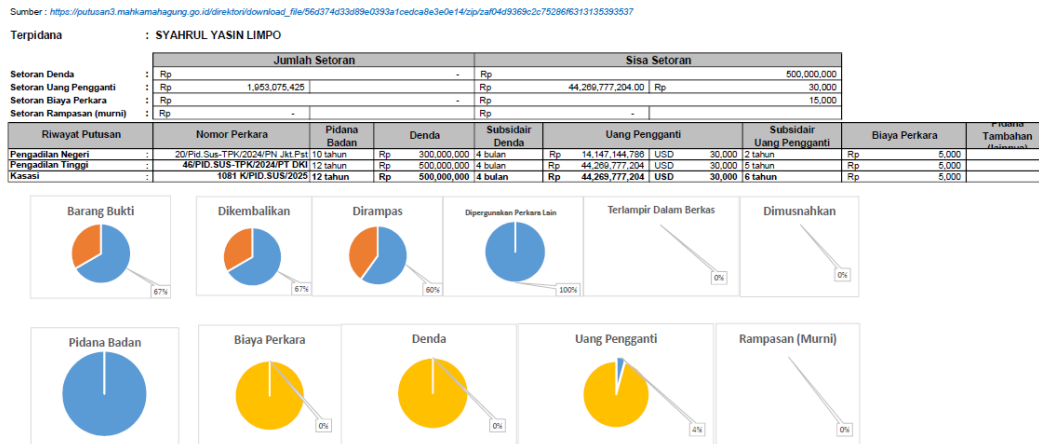 Sumber : https://putusan3.mahkamahagung.go.id/direktori/download_file/56d374d33d89e0393a1cedca8e3e0e14/zip/zaf04d9369c2c75286f6313135393537
Terpidana : SYAHRUL YASIN LIMPO
Jumlah Setoran Sisa Setoran
Setoran Denda : Rp - Rp 500,000,000
Setoran Uang Pengganti : Rp 1,953,075,425 Rp 44,269,777,204.00 Rp 30,000
Setoran Biaya Perkara : Rp - Rp 15,000
Setoran Rampasan (murni) : Rp - Rp -
Riwayat Putusan Nomor Perkara Pidana Badan Denda Subsidair Denda Uang Pengganti Subsidair Uang Pengganti Biaya Perkara Pidana Tambahan (lainnya)
Pengadilan Negeri : 20/Pid.Sus-TPK/2024/PN Jkt.Pst 10 tahun Rp 300,000,000 4 bulan Rp 14,147,144,786 USD 30,000 2 tahun Rp 5,000
Pengadilan Tinggi : 46/PID.SUS-TPK/2024/PT DKI 12 tahun Rp 500,000,000 4 bulan Rp 44,269,777,204 USD 30,000 5 tahun Rp 5,000
Kasasi : 1081 K/PID.SUS/2025 12 tahun Rp 500,000,000 4 bulan Rp 44,269,777,204 USD 30,000 6 tahun Rp 5,000
Barang Bukti
67%
Dikembalikan
67%
Dirampas
60%
Dipergunakan Perkara Lain
100%
Terlampir Dalam Berkas
0%
Dimusnahkan
0%
Pidana Badan
Biaya Perkara
0%
Denda
0%
Uang Pengganti
4%
Rampasan (Murni)
0%